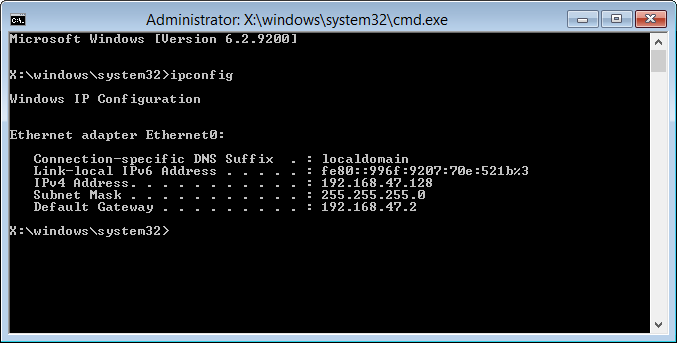 Administrator: X:\windows\system32\cmd.exe
Microsoft Windows [Version 6.2.9200]
X:\windows\system32>ipconfig
Windows IP Configuration
Ethernet adapter Ethernet0:
Connection-specific DNS Suffix  . : localdomain
Link-local IPv6 Address . . . . . : fe80::996f:9207:70e:521b%3
IPv4 Address. . . . . . . . . . . : 192.168.47.128
Subnet Mask . . . . . . . . . . . : 255.255.255.0
Default Gateway . . . . . . . . . : 192.168.47.2
X:\windows\system32>